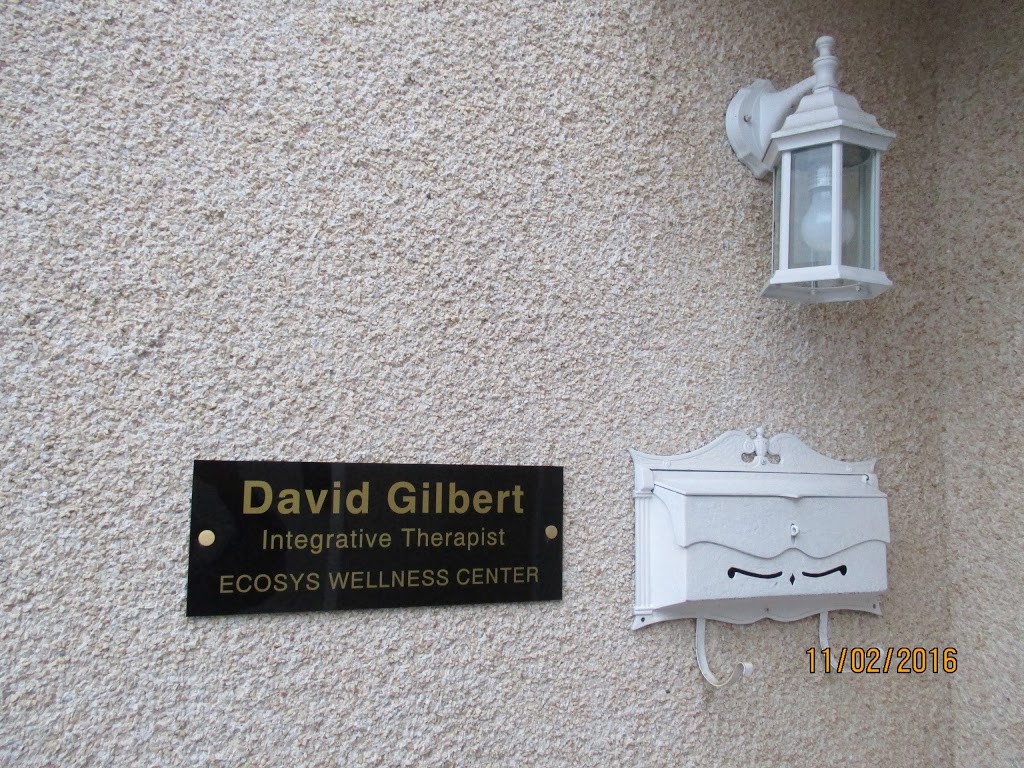 David Gilbert
Integrative Therapist
ECOSYS WELLNESS CENTER
11/02/2016